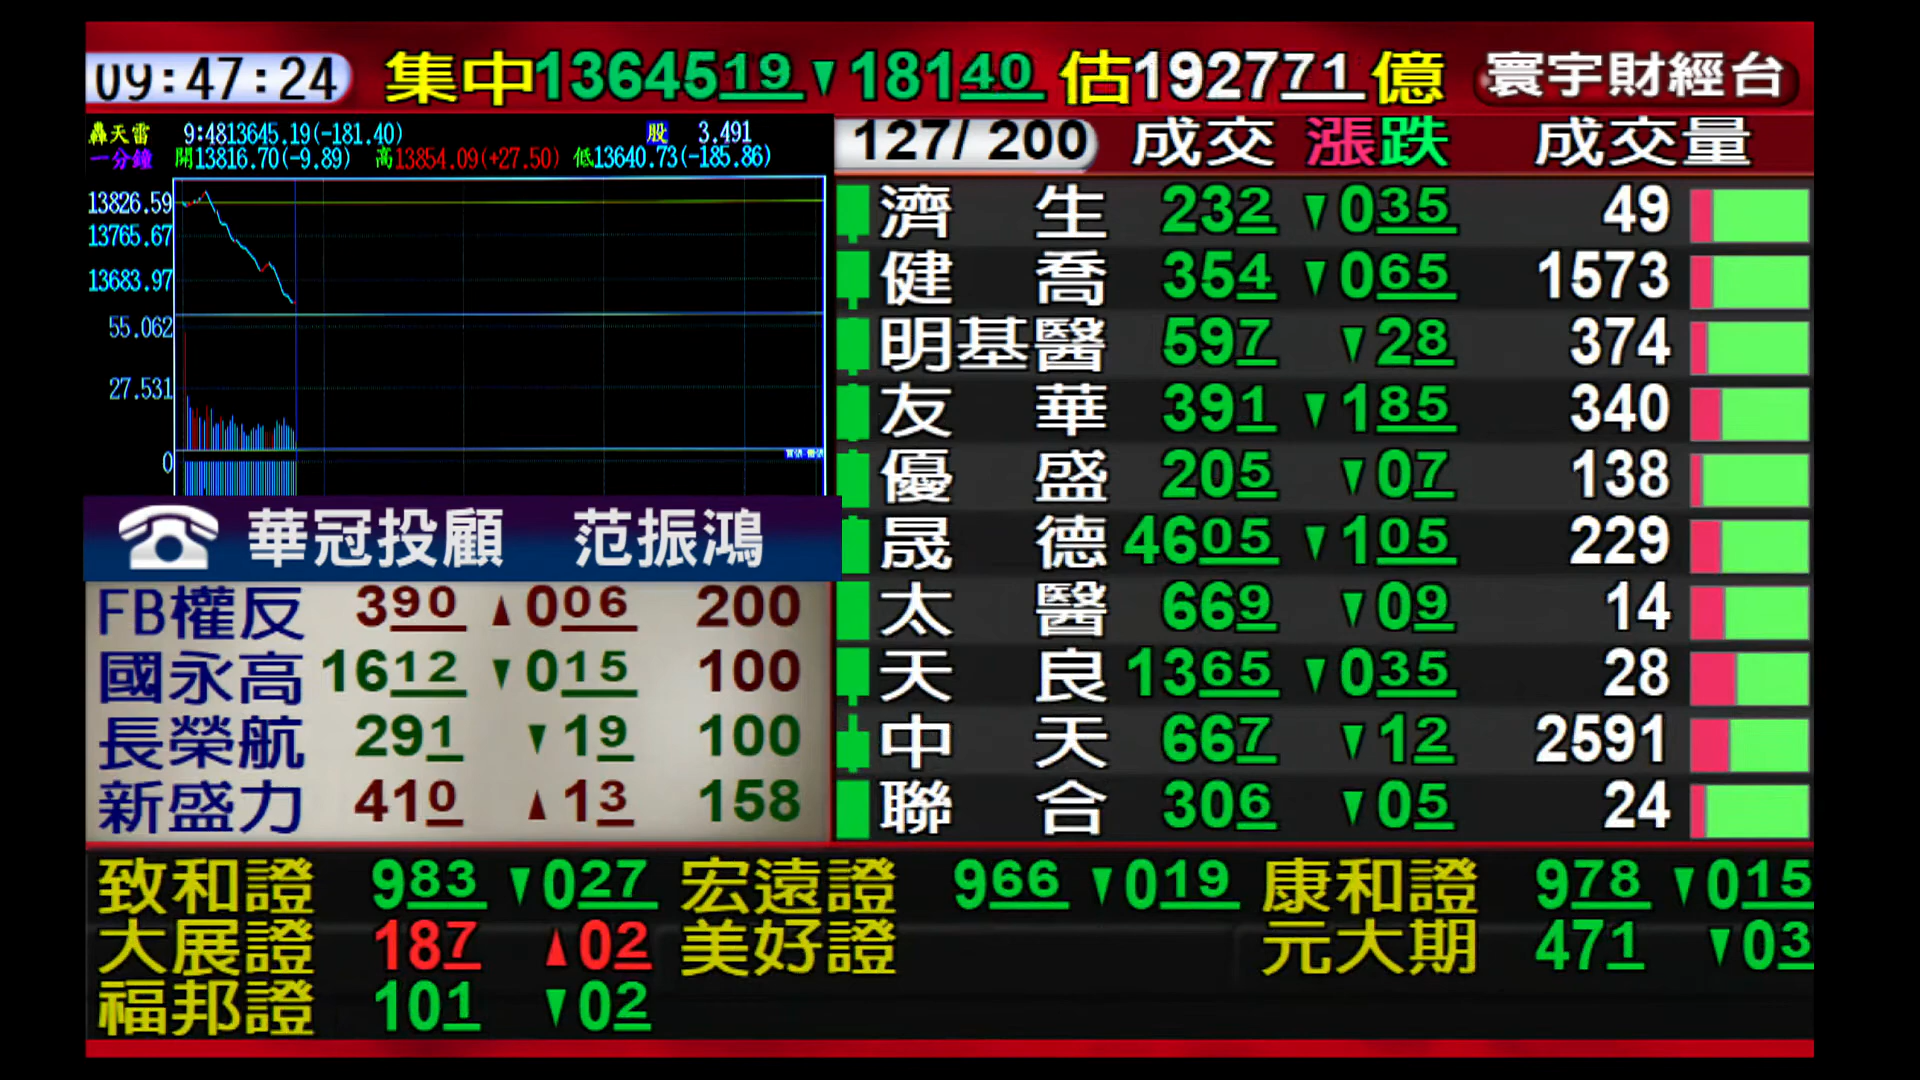 09:47:24 集中1364519▼18140 估192771億 寰宇財經台
轟天雷 9:4813645.19(-181.40) 股 3.491
一分鐘 開13816.70(-9.89) 高13854.09(+27.50) 低13640.73(-185.86)
13826.59
13765.67
13683.97
55.062
27.531
0
華冠投顧 范振鴻
FB權反 390 ▲006 200
國永高 1612 ▼015 100
長榮航 291 ▼19 100
新盛力 410 ▲13 158
127/200 成交 漲跌 成交量
濟生 232 ▼035 49
健喬 354 ▼065 1573
明基醫 597 ▼28 374
友華 391 ▼185 340
優盛 205 ▼07 138
晟德 4605 ▼105 229
太醫 669 ▼09 14
天良 1365 ▼035 28
中天 667 ▼12 2591
聯合 306 ▼05 24
致和證 983 ▼027 宏遠證 966 ▼019 康和證 978 ▼015
大展證 187 ▲02 美好證 元大期 471 ▼03
福邦證 101 ▼02